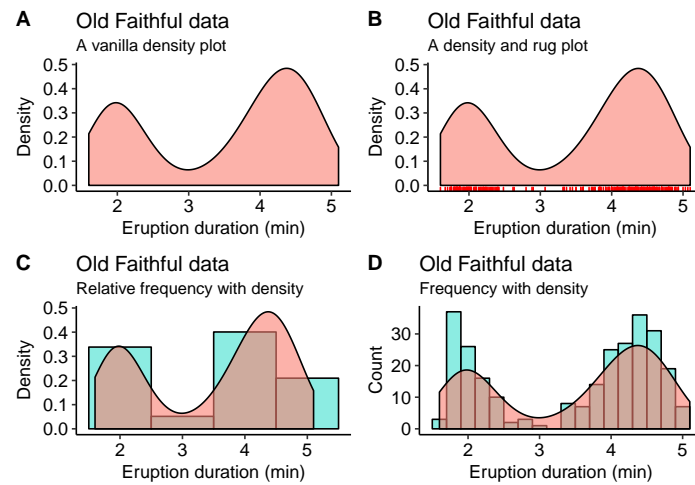 A
Old Faithful data
A vanilla density plot
Density
0.5
0.4
0.3
0.2
0.1
0.0
2 3 4 5
Eruption duration (min)
B
Old Faithful data
A density and rug plot
Density
0.5
0.4
0.3
0.2
0.1
0.0
2 3 4 5
Eruption duration (min)
C
Old Faithful data
Relative frequency with density
Density
0.5
0.4
0.3
0.2
0.1
0.0
2 3 4 5
Eruption duration (min)
D
Old Faithful data
Frequency with density
Count
30
20
10
0
2 3 4 5
Eruption duration (min)